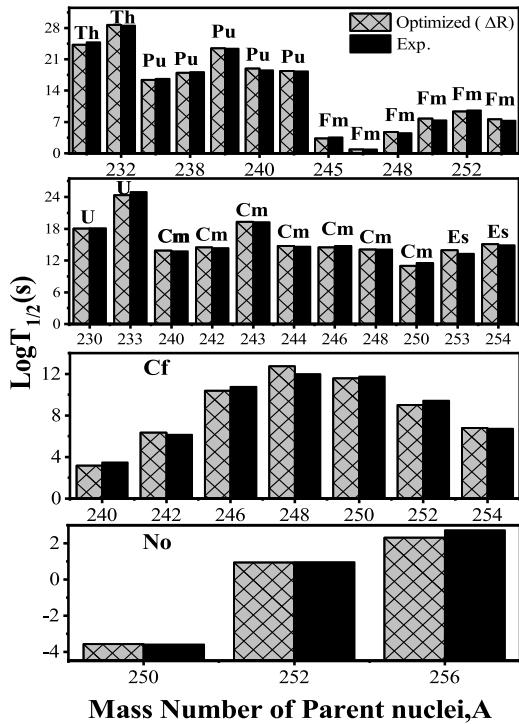 Optimized (ΔR)
Exp.
Th Th Pu Pu Pu Pu Pu Fm Fm Fm Fm Fm Fm
28
21
14
7
0
232 238 240 245 248 252
U U Cm Cm Cm Cm Cm Cm Cm Es Es
24
18
12
6
0
230 233 240 242 243 244 246 248 250 253 254
Cf
12
8
4
0
240 242 246 248 250 252 254
No
2
0
-2
-4
250 252 256
LogT1/2(s)
Mass Number of Parent nuclei,A